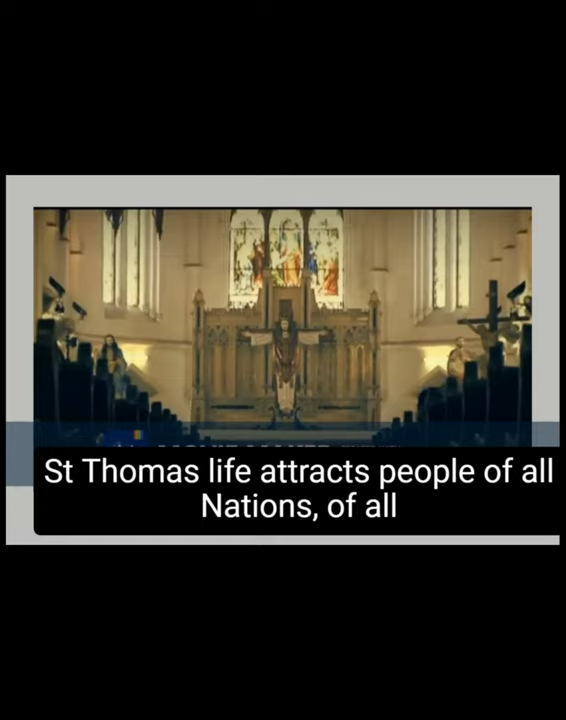 St Thomas life attracts people of all
Nations, of all